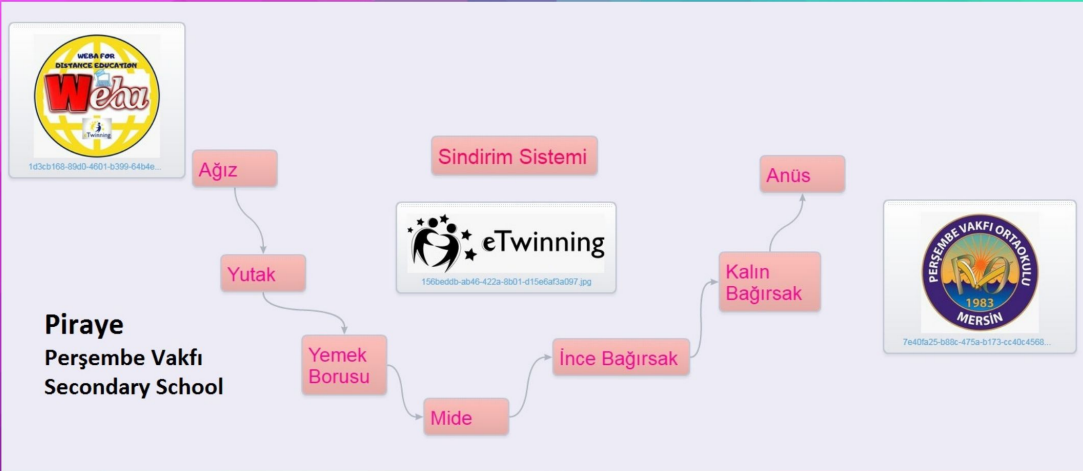 WEBA FOR
DISTANCE EDUCATION
Weba
Twinning
1d3cb168-89d0-4601-b399-64b4e...
Ağız
Sindirim Sistemi
Anüs
eTwinning
156beddb-ab46-422a-8b01-d15e6af3a097.jpg
PERŞEMBE VAKFI ORTAOKULU
1983
MERSİN
7e40fa25-b88c-475a-b173-cc40c4568...
Yutak
Kalın
Bağırsak
Piraye
Perşembe Vakfı
Secondary School
Yemek
Borusu
İnce Bağırsak
Mide